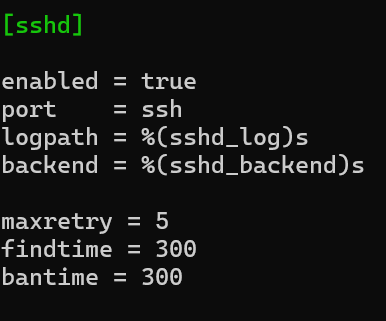 [sshd]

enabled = true
port    = ssh
logpath = %(sshd_log)s
backend = %(sshd_backend)s

maxretry = 5
findtime = 300
bantime = 300